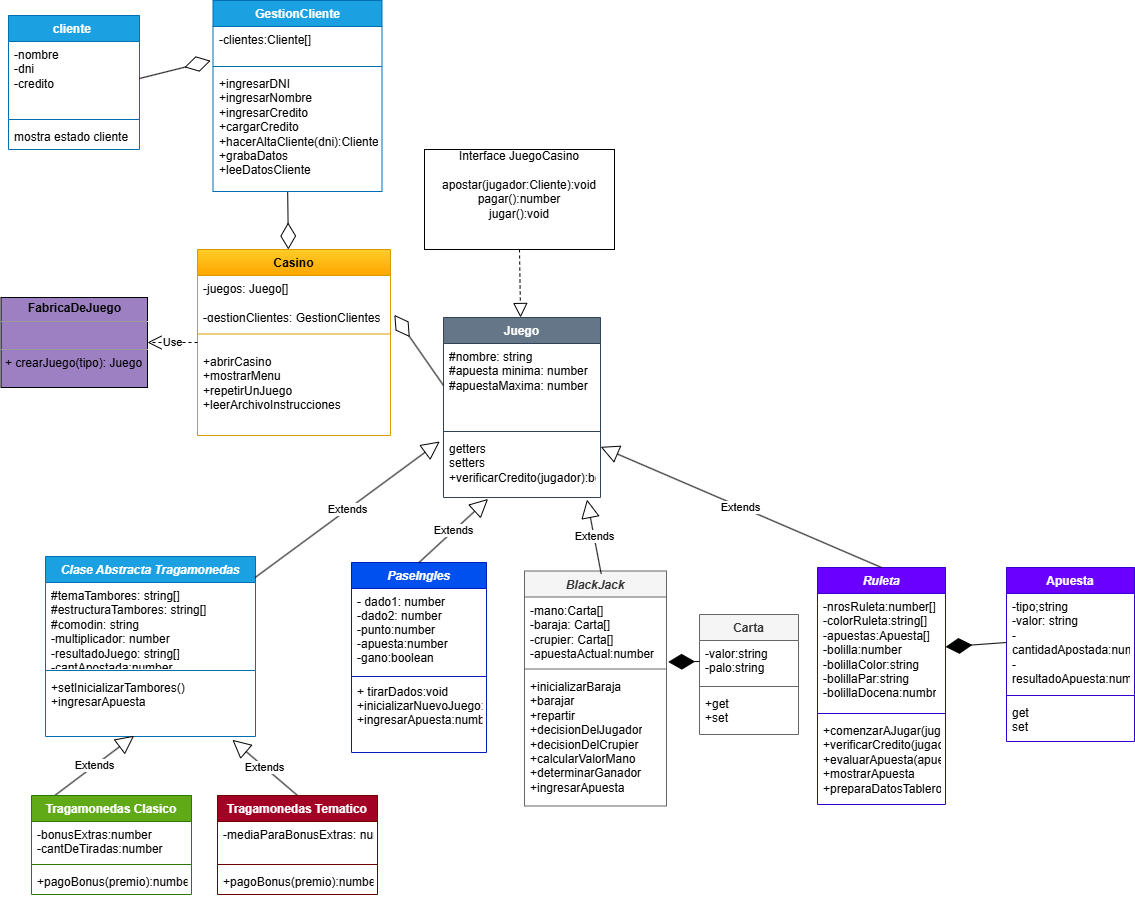 cliente
-nombre
-dni
-credito
mostra estado cliente
GestionCliente
-clientes:Cliente[]
+ingresarDNI
+ingresarNombre
+ingresarCredito
+cargarCredito
+hacerAltaCliente(dni):Cliente
+grabaDatos
+leeDatosCliente
Interface JuegoCasino
apostar(jugador:Cliente):void
pagar():number
jugar():void
FabricaDeJuego
+ crearJuego(tipo): Juego
Use
Casino
-juegos: Juego[]
-gestionClientes: GestionClientes
+abrirCasino
+mostrarMenu
+repetirUnJuego
+leerArchivoInstrucciones
Juego
#nombre: string
#apuesta minima: number
#apuestaMaxima: number
getters
setters
+verificarCredito(jugador):b
Extends
Extends
Extends
Extends
Clase Abstracta Tragamonedas
#temaTambores: string[]
#estructuraTambores: string[]
#comodin: string
-multiplicador: number
-resultadoJuego: string[]
-cantApostada:number
+setInicializarTambores()
+ingresarApuesta
PaseIngles
- dado1: number
-dado2: number
-punto:number
-apuesta:number
-gano:boolean
+ tirarDados:void
+inicializarNuevoJuego:
+ingresarApuesta:numb
BlackJack
-mano:Carta[]
-baraja: Carta[]
-crupier: Carta[]
-apuestaActual:number
+inicializarBaraja
+barajar
+repartir
+decisionDelJugador
+decisionDelCrupier
+calcularValorMano
+determinarGanador
+ingresarApuesta
Carta
-valor:string
-palo:string
+get
+set
Ruleta
-nrosRuleta:number[]
-colorRuleta:string[]
-apuestas:Apuesta[]
-bolilla:number
-bolillaColor:string
-bolillaPar:string
-bolillaDocena:numbr
+comenzarAJugar(jug
+verificarCredito(jugad
+evaluarApuesta(apue
+mostrarApuesta
+preparaDatosTablero
Apuesta
-tipo;string
-valor: string
-
cantidadApostada:num
-
resultadoApuesta:num
get
set
Extends
Extends
Tragamonedas Clasico
-bonusExtras:number
-cantDeTiradas:number
+pagoBonus(premio):numbe
Tragamonedas Tematico
-mediaParaBonusExtras: nu
+pagoBonus(premio):numbe